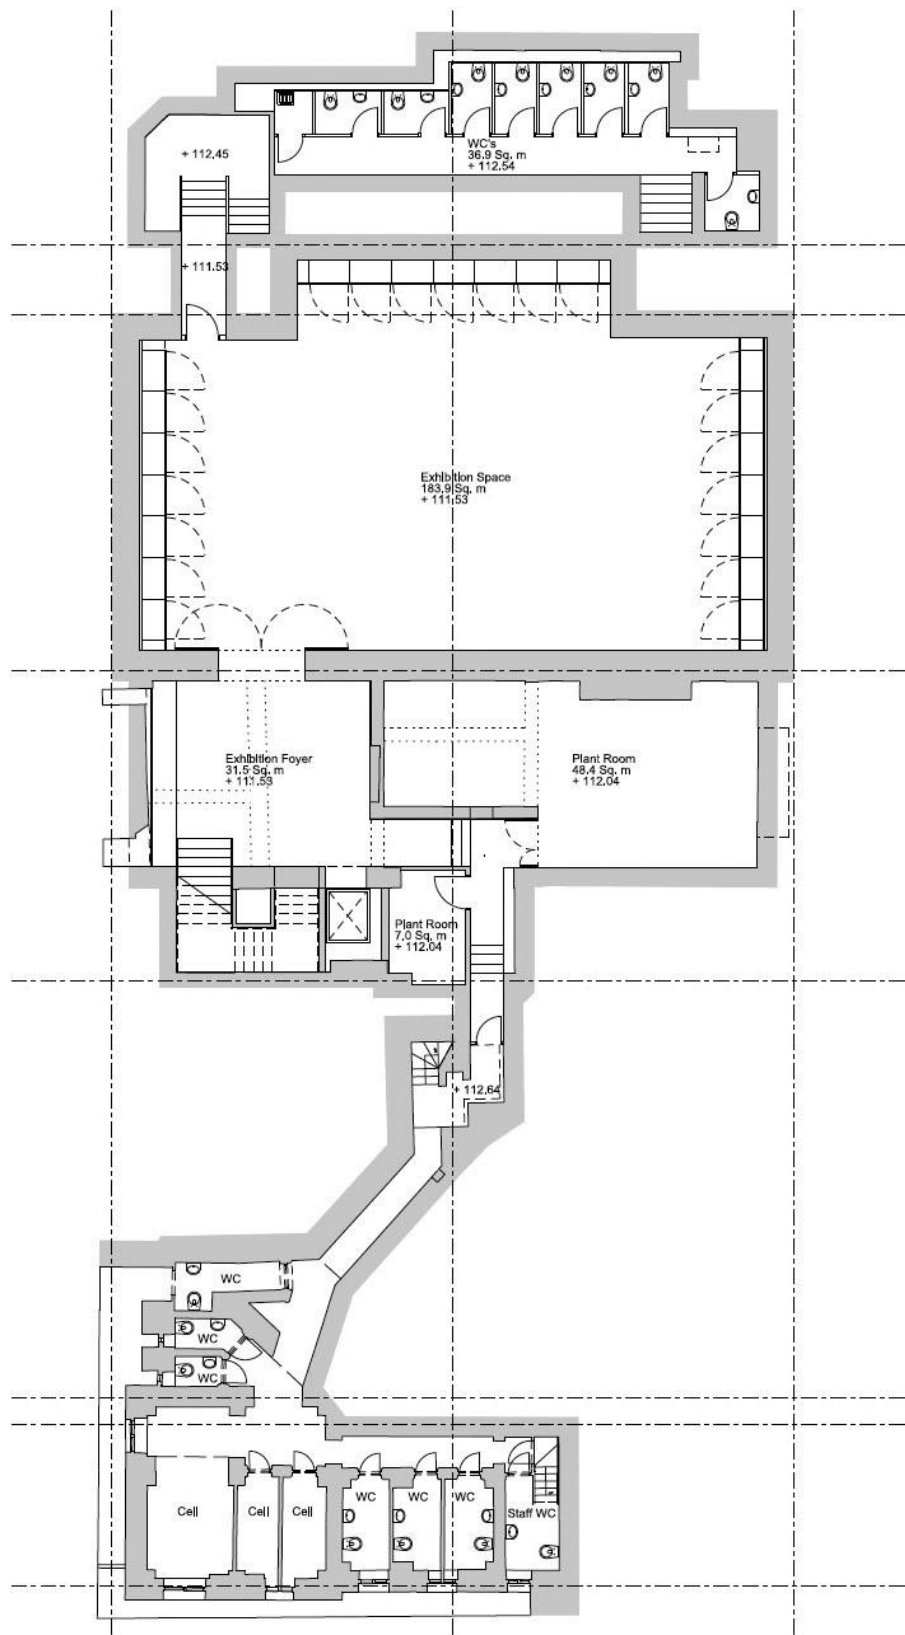 WC's
36.9 Sq. m
+ 112.54
+ 112.45
+ 111.53
Exhibition Space
183.9 Sq. m
+ 111.53
Exhibition Foyer
31.5 Sq. m
+ 111.53
Plant Room
48.4 Sq. m
+ 112.04
Plant Room
7.0 Sq. m
+ 112.04
+ 112.64
WC
WC
WC
Cell
Cell
Cell
WC
WC
WC
Staff WC